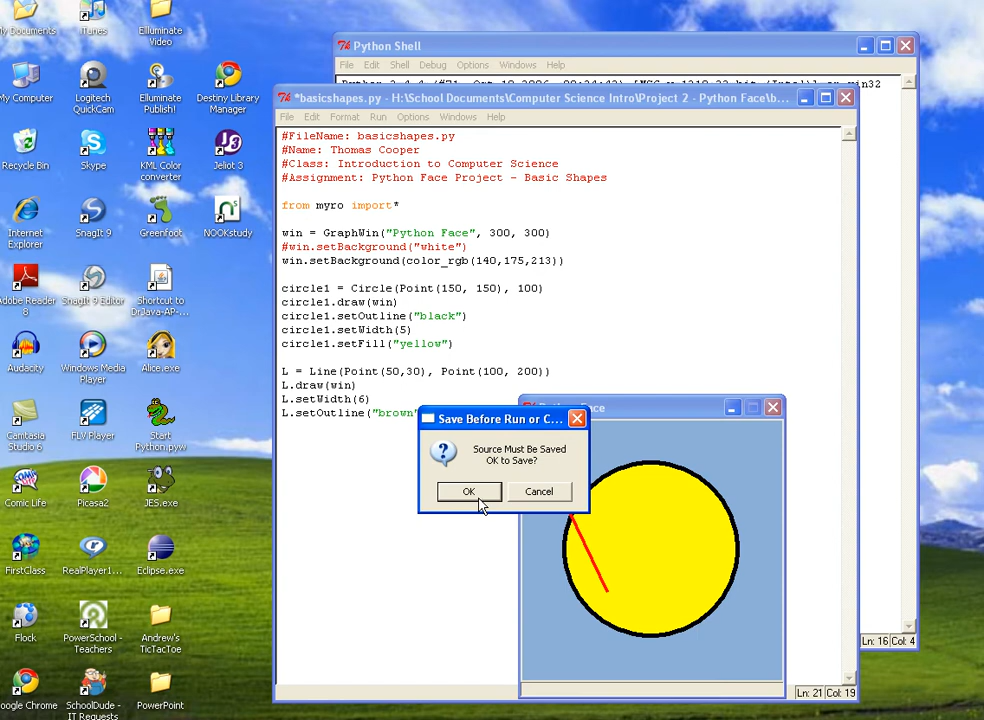 My Documents
iTunes
Elluminate Video
My Computer
Logitech QuickCam
Elluminate Publish!
Destiny Library Manager
Recycle Bin
Skype
KML Color converter
Jeliot 3
Internet Explorer
SnagIt 9
Greenfoot
NOOKstudy
Adobe Reader 8
SnagIt 9 Editor
Shortcut to DrJava-AP-...
Audacity
Windows Media Player
Alice.exe
Camtasia Studio 6
FLV Player
Start Python.pyw
Comic Life
Picasa2
JES.exe
FirstClass
RealPlayer1...
Eclipse.exe
Flock
PowerSchool - Teachers
Andrew's TicTacToe
oogle Chrome
SchoolDude - IT Requests
PowerPoint
Python Shell
File Edit Shell Debug Options Windows Help
*basicshapes.py - H:\School Documents\Computer Science Intro\Project 2 - Python Face\b...
File Edit Format Run Options Windows Help
#FileName: basicshapes.py
#Name: Thomas Cooper
#Class: Introduction to Computer Science
#Assignment: Python Face Project - Basic Shapes
from myro import*
win = GraphWin("Python Face", 300, 300)
#win.setBackground("white")
win.setBackground(color_rgb(140,175,213))
circle1 = Circle(Point(150, 150), 100)
circle1.draw(win)
circle1.setOutline("black")
circle1.setWidth(5)
circle1.setFill("yellow")
L = Line(Point(50,30), Point(100, 200))
L.draw(win)
L.setWidth(6)
L.setOutline("brown"
Save Before Run or C...
Source Must Be Saved
OK to Save?
OK Cancel
Face
Ln: 16 Col: 4
Ln: 21 Col: 19